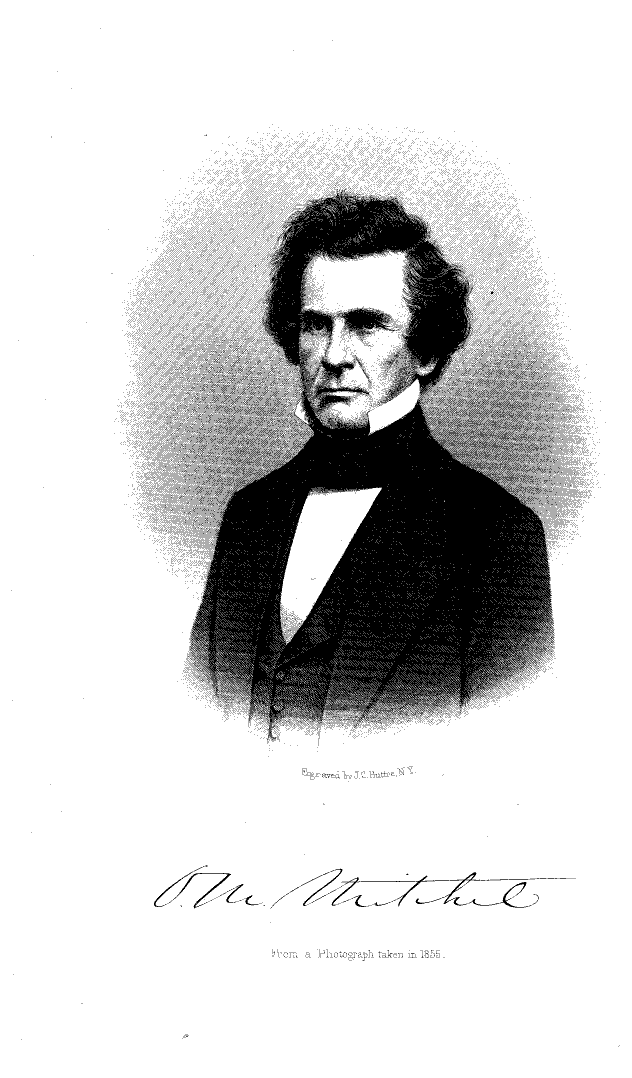 Engraved by J.C. Buttre, N.Y.
O. M. Mitchel
From a Photograph taken in 1855.